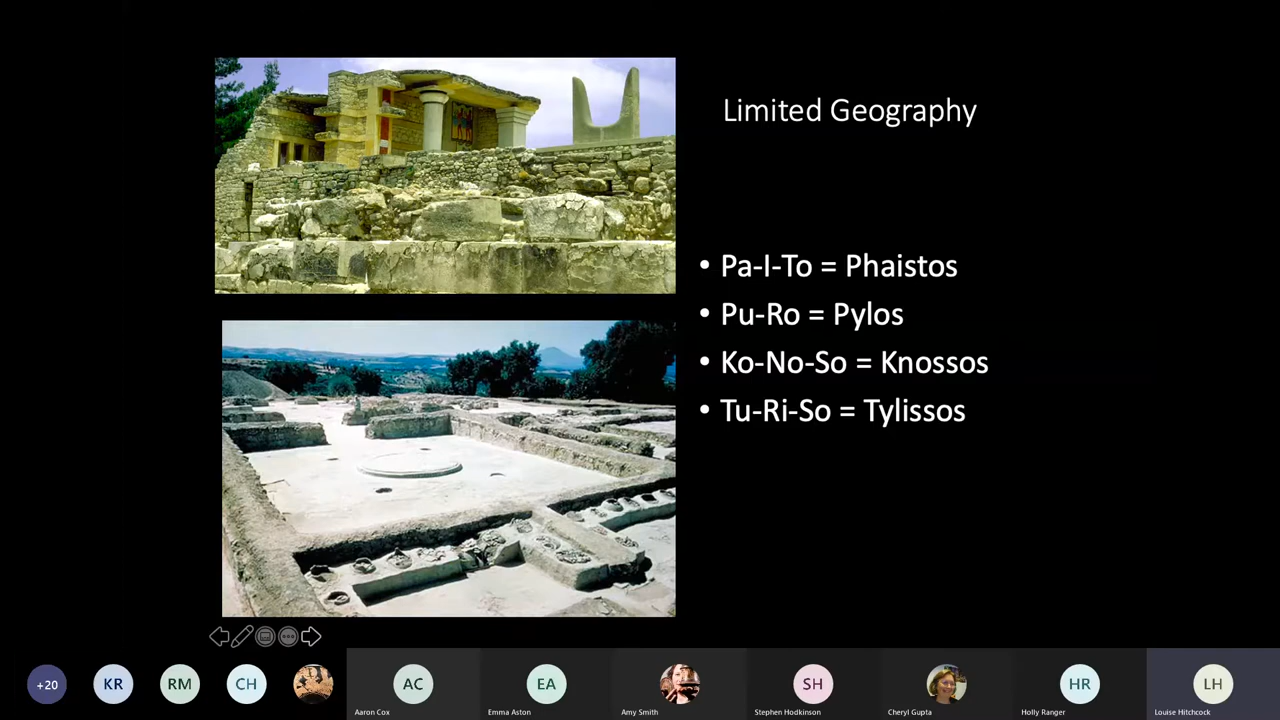 Limited Geography
• Pa-I-To = Phaistos
• Pu-Ro = Pylos
• Ko-No-So = Knossos
• Tu-Ri-So = Tylissos
+20 KR RM CH AC EA SH HR LH
Aaron Cox Emma Aston Amy Smith Stephen Hodkinson Cheryl Gupta Holly Ranger Louise Hitchcock